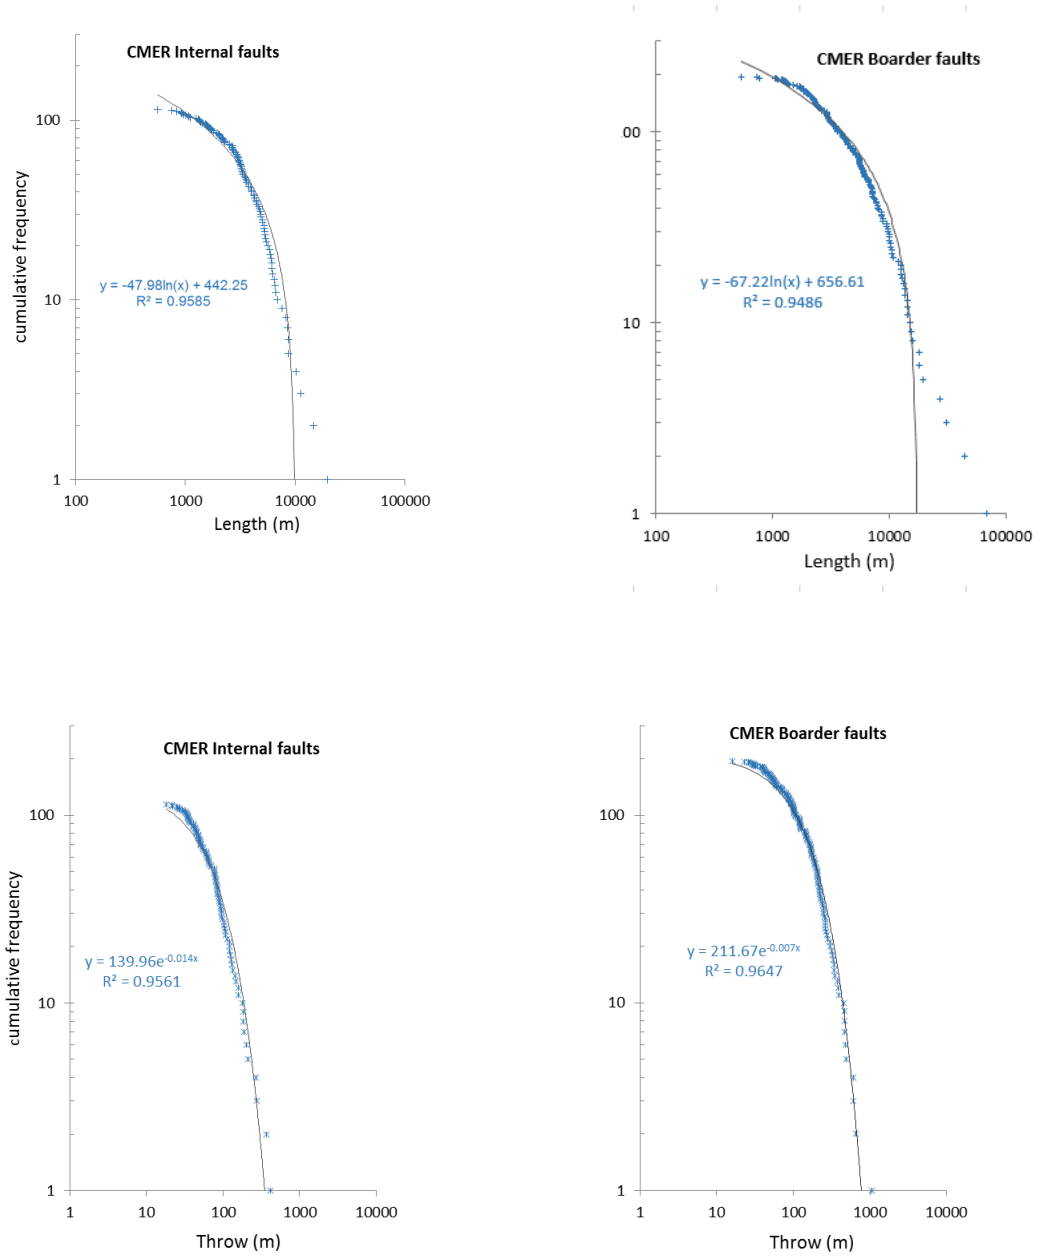 CMER Internal faults
100
10
1
100
1000
10000
100000
cumulative frequency
Length (m)
y = -47.98ln(x) + 442.25
R² = 0.9585
CMER Boarder faults
00
10
1
100
1000
10000
100000
Length (m)
y = -67.22ln(x) + 656.61
R² = 0.9486
CMER Internal faults
100
10
1
1
10
100
1000
10000
cumulative frequency
Throw (m)
y = 139.96e^-0.014x
R² = 0.9561
CMER Boarder faults
100
10
1
1
10
100
1000
10000
Throw (m)
y = 211.67e^-0.007x
R² = 0.9647